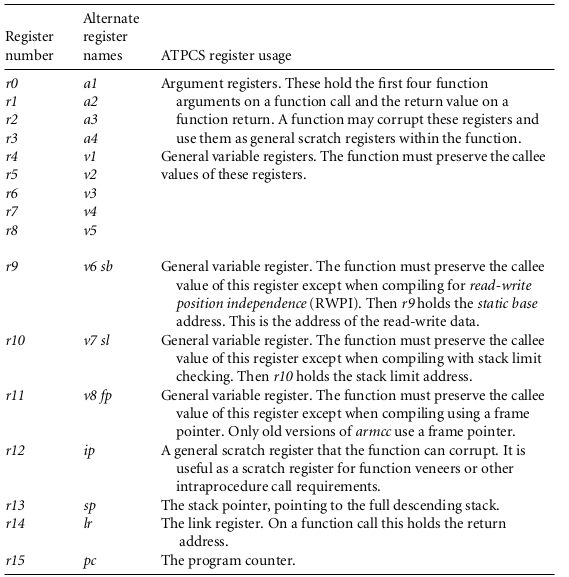 Register number	Alternate register names	ATPCS register usage
r0	a1	Argument registers. These hold the first four function
r1	a2	arguments on a function call and the return value on a
r2	a3	function return. A function may corrupt these registers and
r3	a4	use them as general scratch registers within the function.
r4	v1	General variable registers. The function must preserve the callee
r5	v2	values of these registers.
r6	v3
r7	v4
r8	v5
r9	v6 sb	General variable register. The function must preserve the callee
value of this register except when compiling for read-write
position independence (RWPI). Then r9 holds the static base
address. This is the address of the read-write data.
r10	v7 sl	General variable register. The function must preserve the callee
value of this register except when compiling with stack limit
checking. Then r10 holds the stack limit address.
r11	v8 fp	General variable register. The function must preserve the callee
value of this register except when compiling using a frame
pointer. Only old versions of armcc use a frame pointer.
r12	ip	A general scratch register that the function can corrupt. It is
useful as a scratch register for function veneers or other
intraprocedure call requirements.
r13	sp	The stack pointer, pointing to the full descending stack.
r14	lr	The link register. On a function call this holds the return
address.
r15	pc	The program counter.